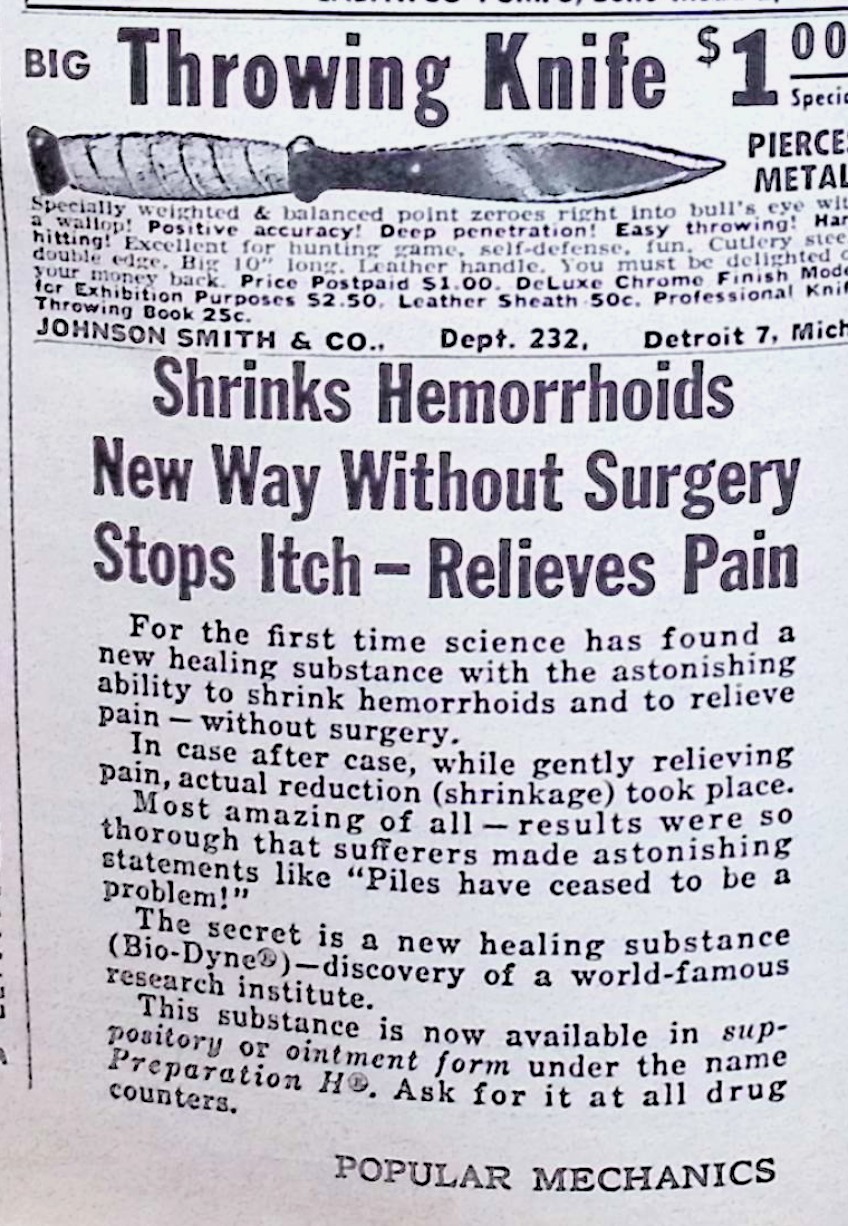 BIG Throwing Knife $1 00
Specia
PIERCES
METAL
Specially weighted & balanced point zeroes right into bull's eye wit
a wallop! Positive accuracy! Deep penetration! Easy throwing! Har
hitting! Excellent for hunting game, self-defense, fun. Cutlery stee
double edge. Big 10" long. Leather handle. You must be delighted o
your money back. Price Postpaid $1.00. DeLuxe Chrome Finish Mode
for Exhibition Purposes $2.50. Leather Sheath 50c. Professional Knif
Throwing Book 25c.
JOHNSON SMITH & CO., Dept. 232, Detroit 7, Mich
Shrinks Hemorrhoids
New Way Without Surgery
Stops Itch – Relieves Pain
For the first time science has found a
new healing substance with the astonishing
ability to shrink hemorrhoids and to relieve
pain — without surgery.
In case after case, while gently relieving
pain, actual reduction (shrinkage) took place.
Most amazing of all — results were so
thorough that sufferers made astonishing
statements like “Piles have ceased to be a
problem!”
The secret is a new healing substance
(Bio-Dyne®)—discovery of a world-famous
research institute.
This substance is now available in sup-
pository or ointment form under the name
Preparation H®. Ask for it at all drug
counters.
POPULAR MECHANICS